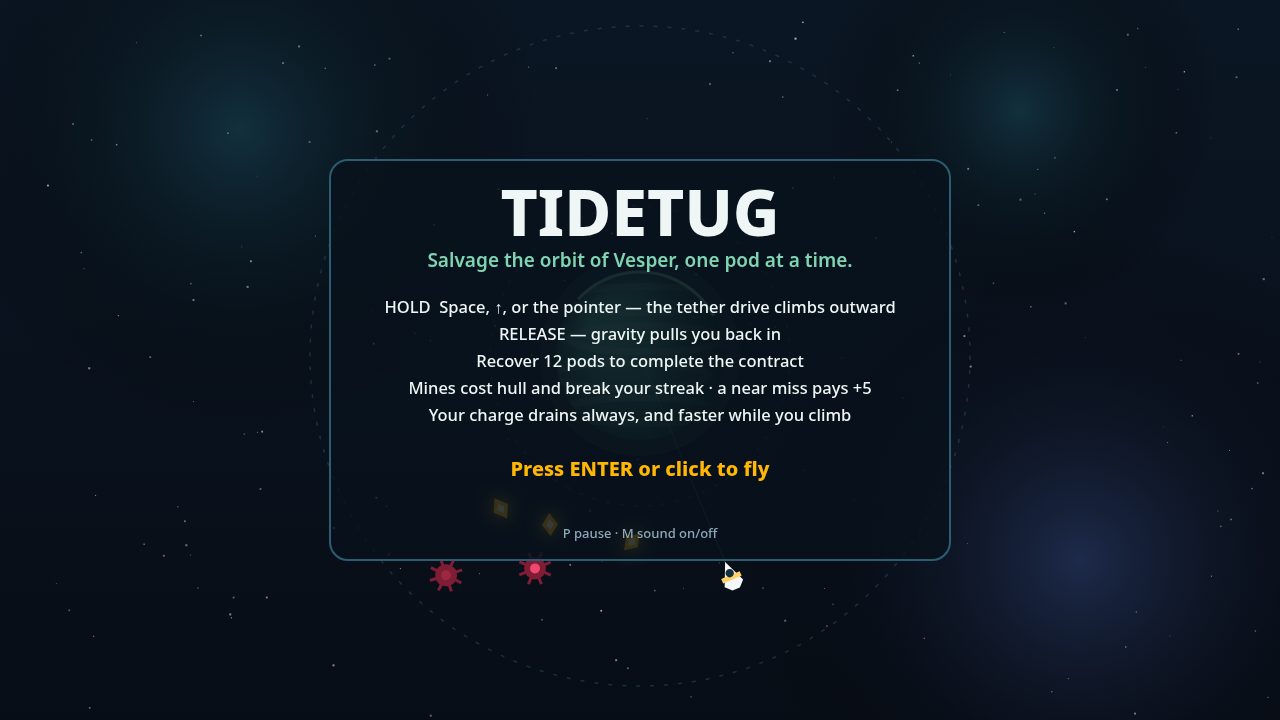 TIDETUG
Salvage the orbit of Vesper, one pod at a time.
HOLD  Space, ↑, or the pointer — the tether drive climbs outward
RELEASE — gravity pulls you back in
Recover 12 pods to complete the contract
Mines cost hull and break your streak · a near miss pays +5
Your charge drains always, and faster while you climb
Press ENTER or click to fly
P pause · M sound on/off